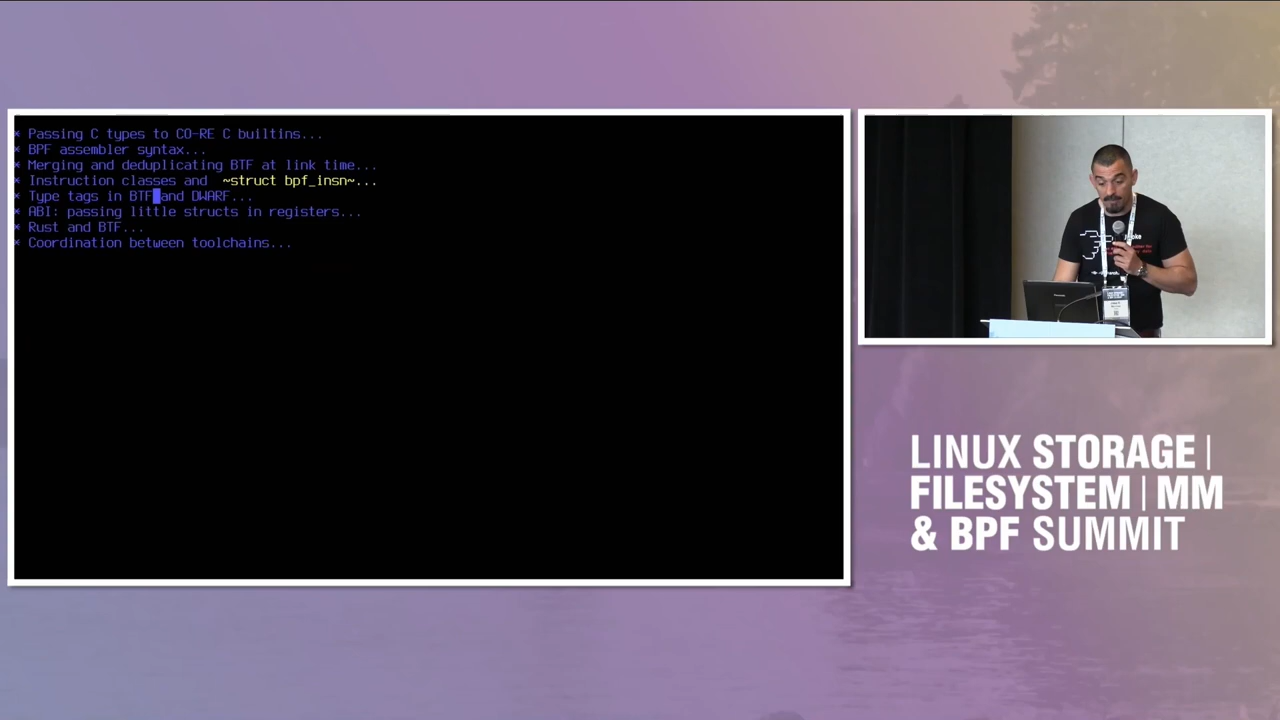 * Passing C types to CO-RE C builtins...
* BPF assembler syntax...
* Merging and deduplicating BTF at link time...
* Instruction classes and  ~struct bpf_insn~...
* Type tags in BTF and DWARF...
* ABI: passing little structs in registers...
* Rust and BTF...
* Coordination between toolchains...
LINUX STORAGE |
FILESYSTEM | MM
& BPF SUMMIT